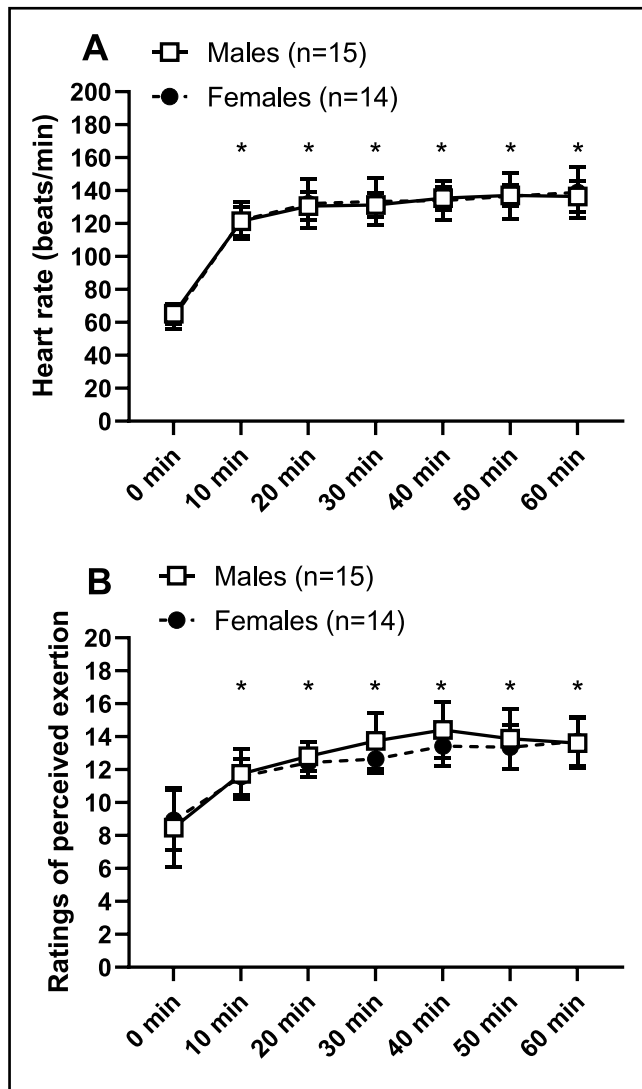 A
Males (n=15)
Females (n=14)
Heart rate (beats/min)
200
180
160
140
120
100
80
60
40
20
0
* * * * * *
0 min 10 min 20 min 30 min 40 min 50 min 60 min
B
Males (n=15)
Females (n=14)
Ratings of perceived exertion
20
18
16
14
12
10
8
6
4
2
0
* * * * * *
0 min 10 min 20 min 30 min 40 min 50 min 60 min